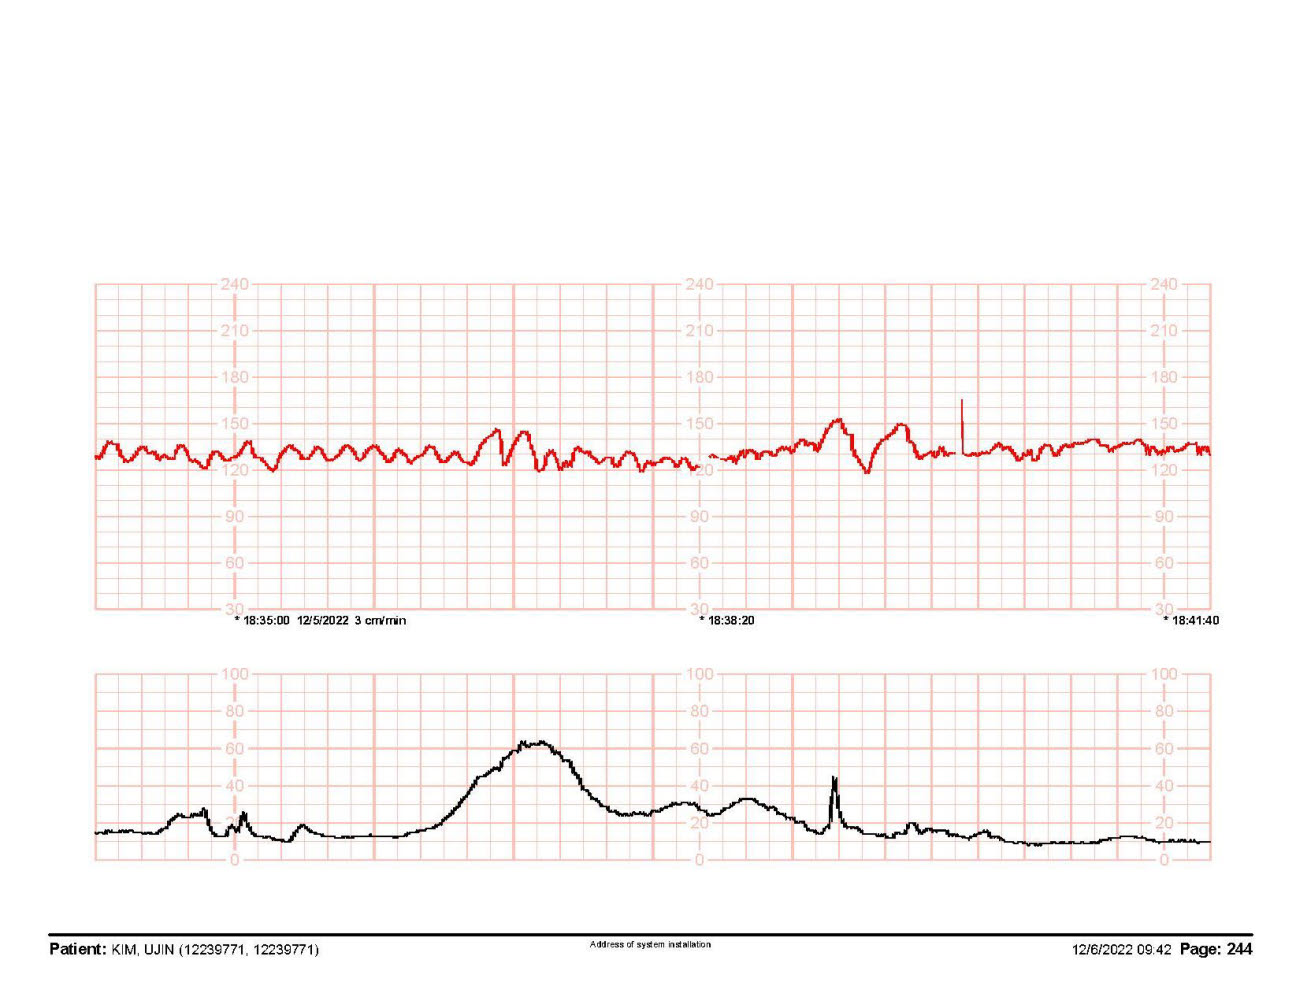 240 240 240
210 210 210
180 180 180
150 150 150
120 20 120
90 90 90
60 60 60
30 30 30
* 18:35:00 12/5/2022 3 cm/min * 18:38:20 * 18:41:40
100 100 100
80 80 80
60 60 60
40 40 40
20 20 20
0 0 0
Patient: KIM, UJIN (12239771, 12239771) Address of system installation 12/6/2022 09:42 Page: 244